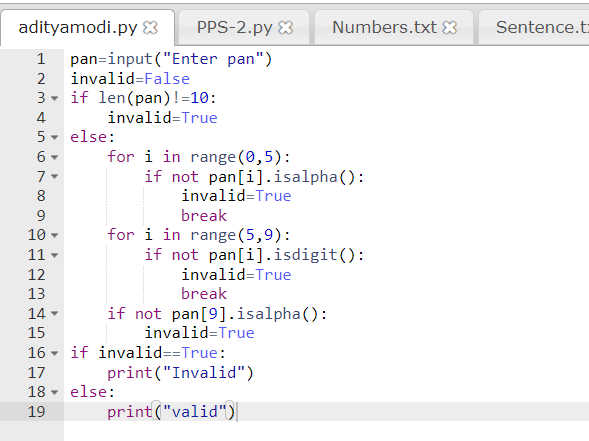 adityamodi.py PPS-2.py Numbers.txt Sentence.t
1 pan=input("Enter pan")
2 invalid=False
3 if len(pan)!=10:
4     invalid=True
5 else:
6     for i in range(0,5):
7         if not pan[i].isalpha():
8             invalid=True
9             break
10     for i in range(5,9):
11         if not pan[i].isdigit():
12             invalid=True
13             break
14     if not pan[9].isalpha():
15         invalid=True
16 if invalid==True:
17     print("Invalid")
18 else:
19     print("valid")